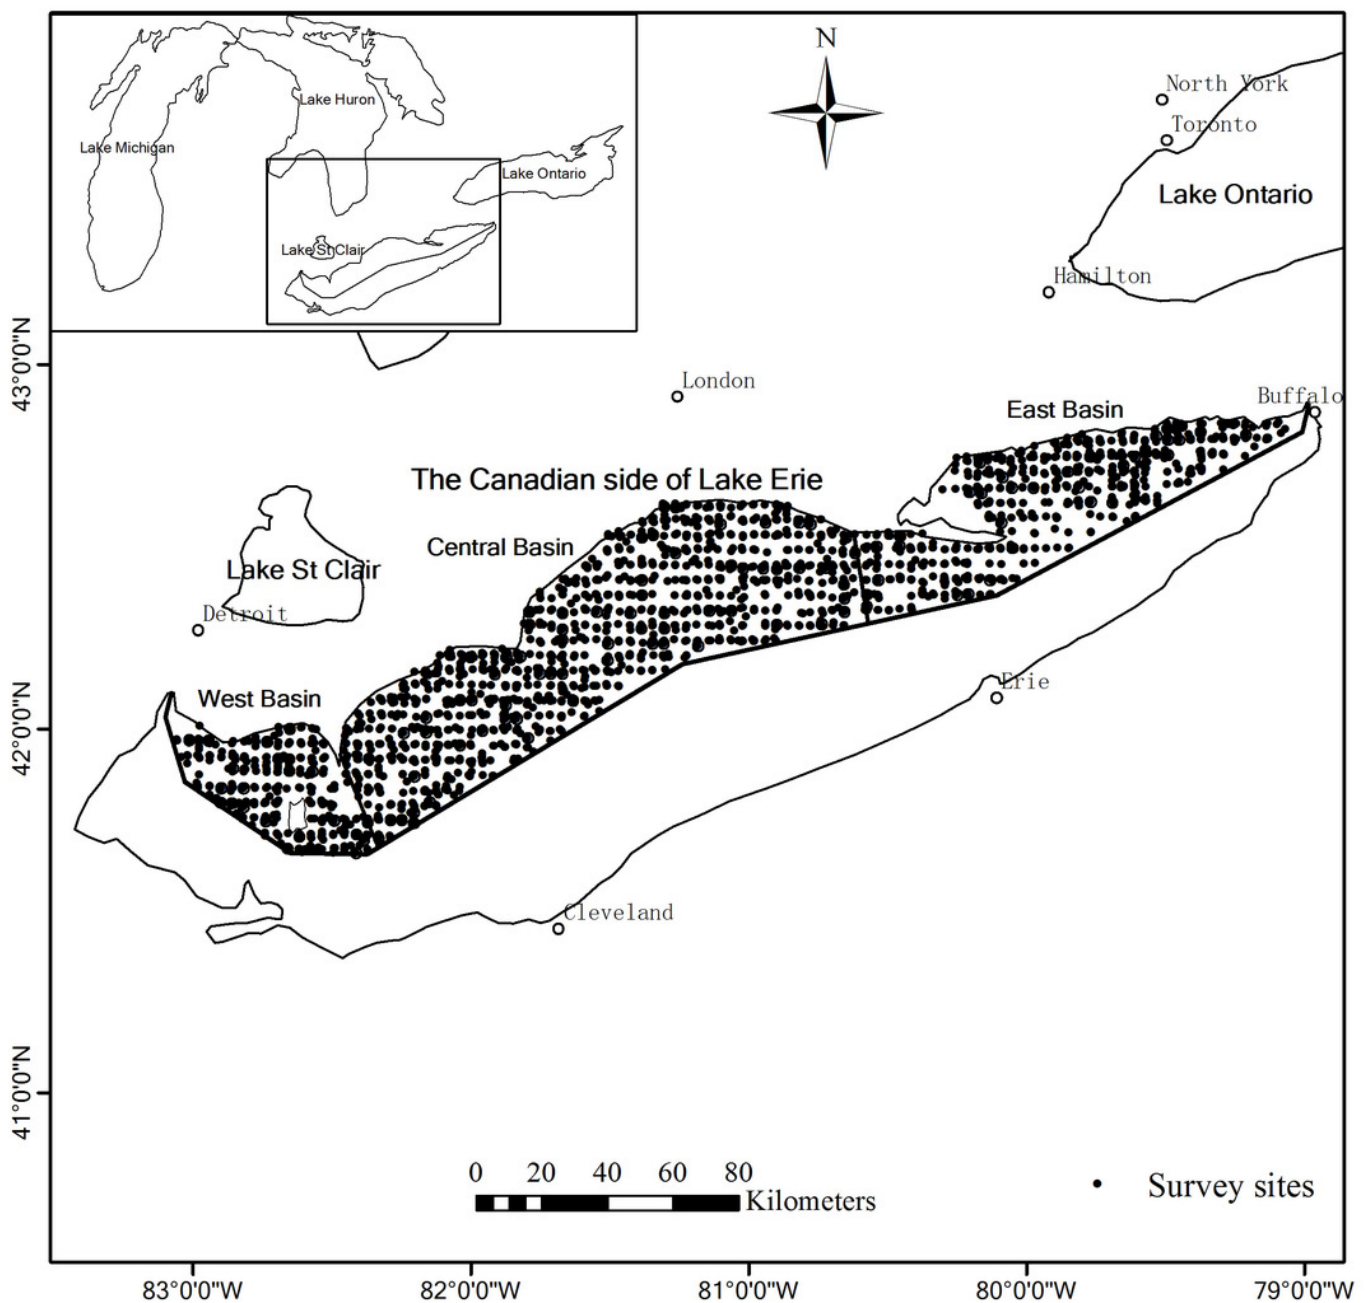 N
Lake Huron
Lake Michigan
Lake Ontario
Lake St Clair
North York
Toronto
Lake Ontario
Hamilton
43°0'0"N
London
Buffalo
East Basin
The Canadian side of Lake Erie
Central Basin
Lake St Clair
Detroit
West Basin
Erie
42°0'0"N
Cleveland
41°0'0"N
0 20 40 60 80
Kilometers
Survey sites
83°0'0"W 82°0'0"W 81°0'0"W 80°0'0"W 79°0'0"W